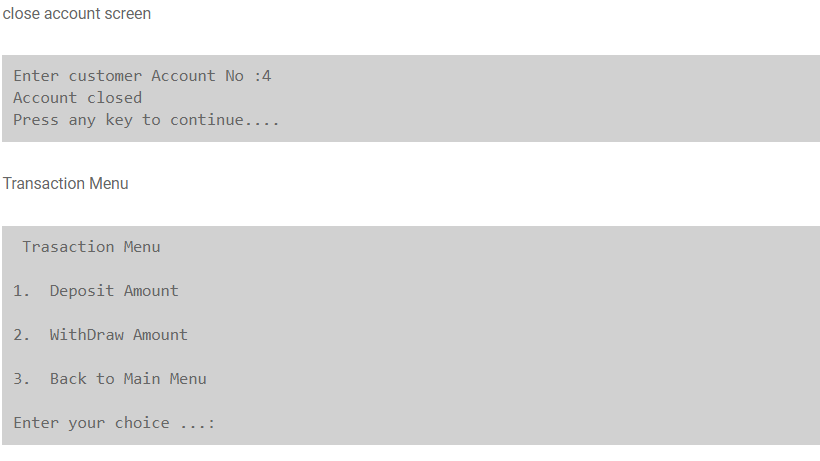 close account screen
Enter customer Account No :4
Account closed
Press any key to continue....
Transaction Menu
Trasaction Menu
1.  Deposit Amount
2.  WithDraw Amount
3.  Back to Main Menu
Enter your choice ...: